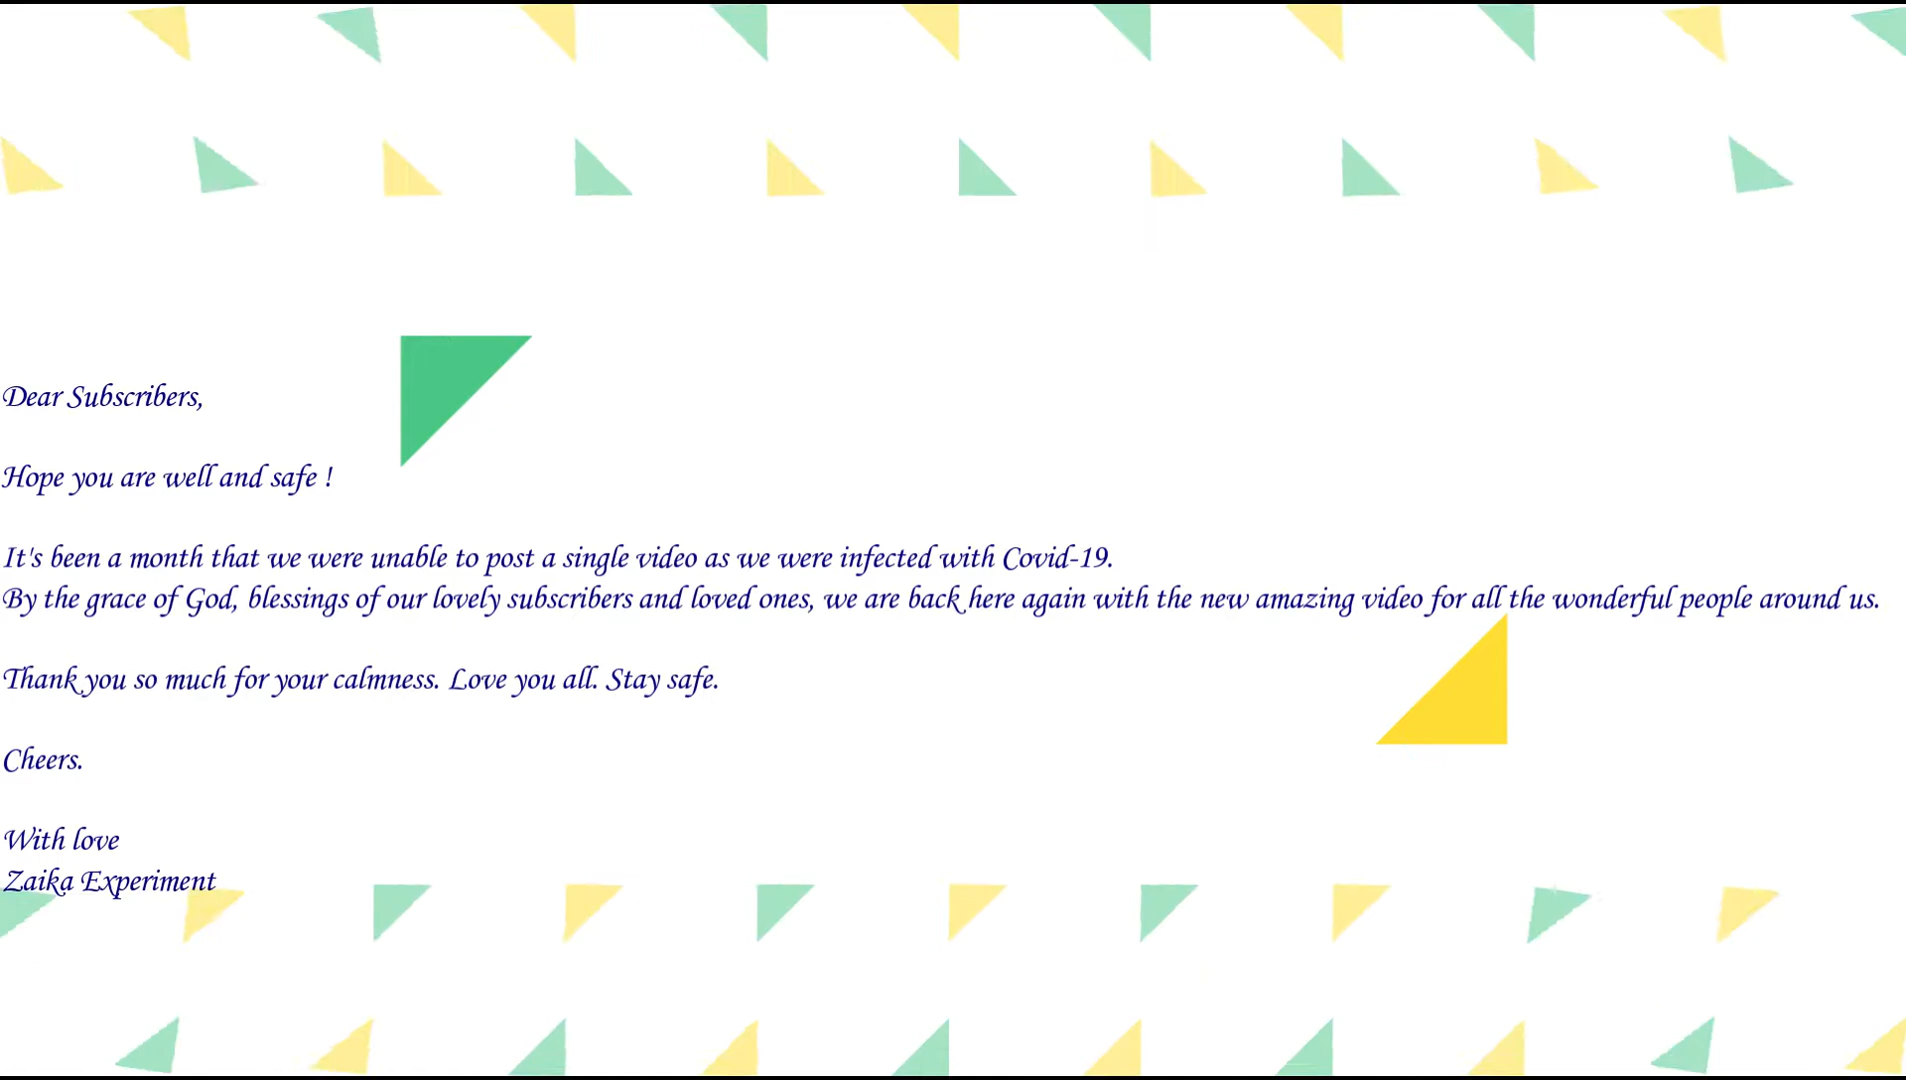 Dear Subscribers,
Hope you are well and safe !
It's been a month that we were unable to post a single video as we were infected with Covid-19.
By the grace of God, blessings of our lovely subscribers and loved ones, we are back here again with the new amazing video for all the wonderful people around us.
Thank you so much for your calmness. Love you all. Stay safe.
Cheers.
With love
Zaika Experiment